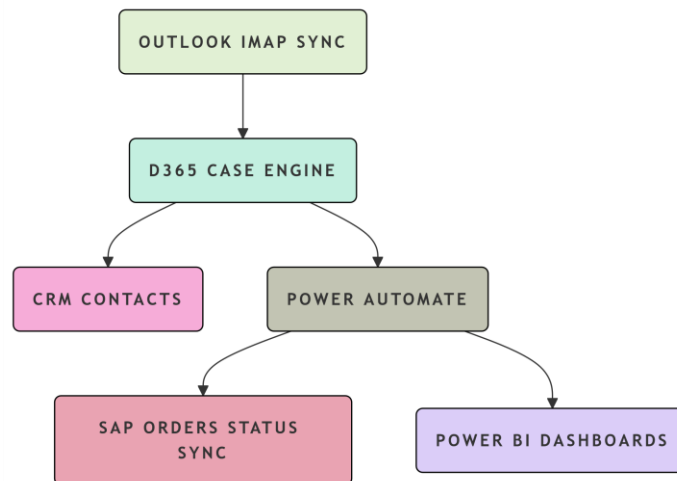 OUTLOOK IMAP SYNC
D365 CASE ENGINE
CRM CONTACTS
POWER AUTOMATE
SAP ORDERS STATUS
SYNC
POWER BI DASHBOARDS